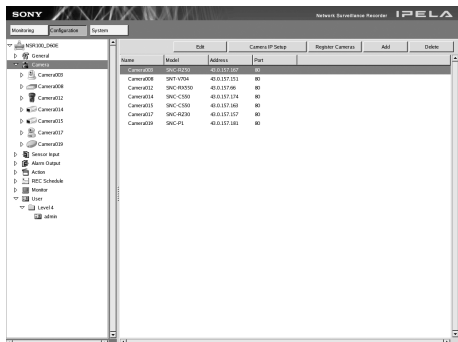 SONY
Network Surveillance Recorder IPELA
Monitoring Configuration System
NSR100_D60E
General
Camera
Camera003
Camera008
Camera012
Camera014
Camera015
Camera017
Camera019
Sensor Input
Alarm Output
Action
REC Schedule
Monitor
User
Level 4
admin
Edit Camera IP Setup Register Cameras Add Delete
Name Model Address Port
Camera003 SNC-RZ50 43.0.157.187 80
Camera008 SNT-V704 43.0.157.151 80
Camera012 SNC-RX550 43.0.157.66 80
Camera014 SNC-CS50 43.0.157.174 80
Camera015 SNC-CS50 43.0.157.163 80
Camera017 SNC-RZ30 43.0.157.157 80
Camera019 SNC-P1 43.0.157.181 80